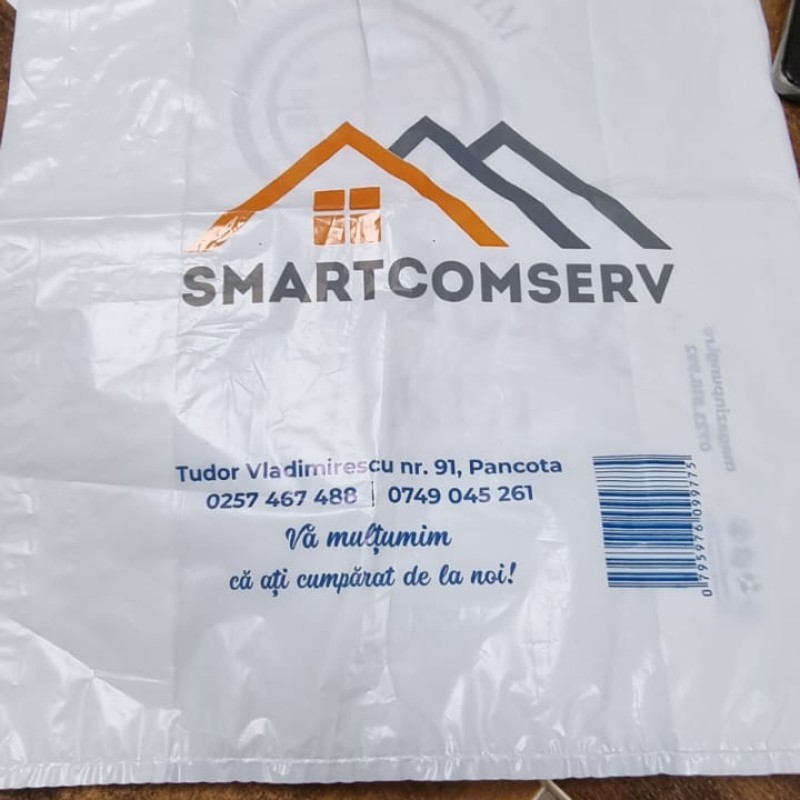 SMARTCOMSERV
Tudor Vladimirescu nr. 91, Pancota
0257 467 488 | 0749 045 261
Vă mulțumim
că ați cumpărat de la noi!
0795976099775